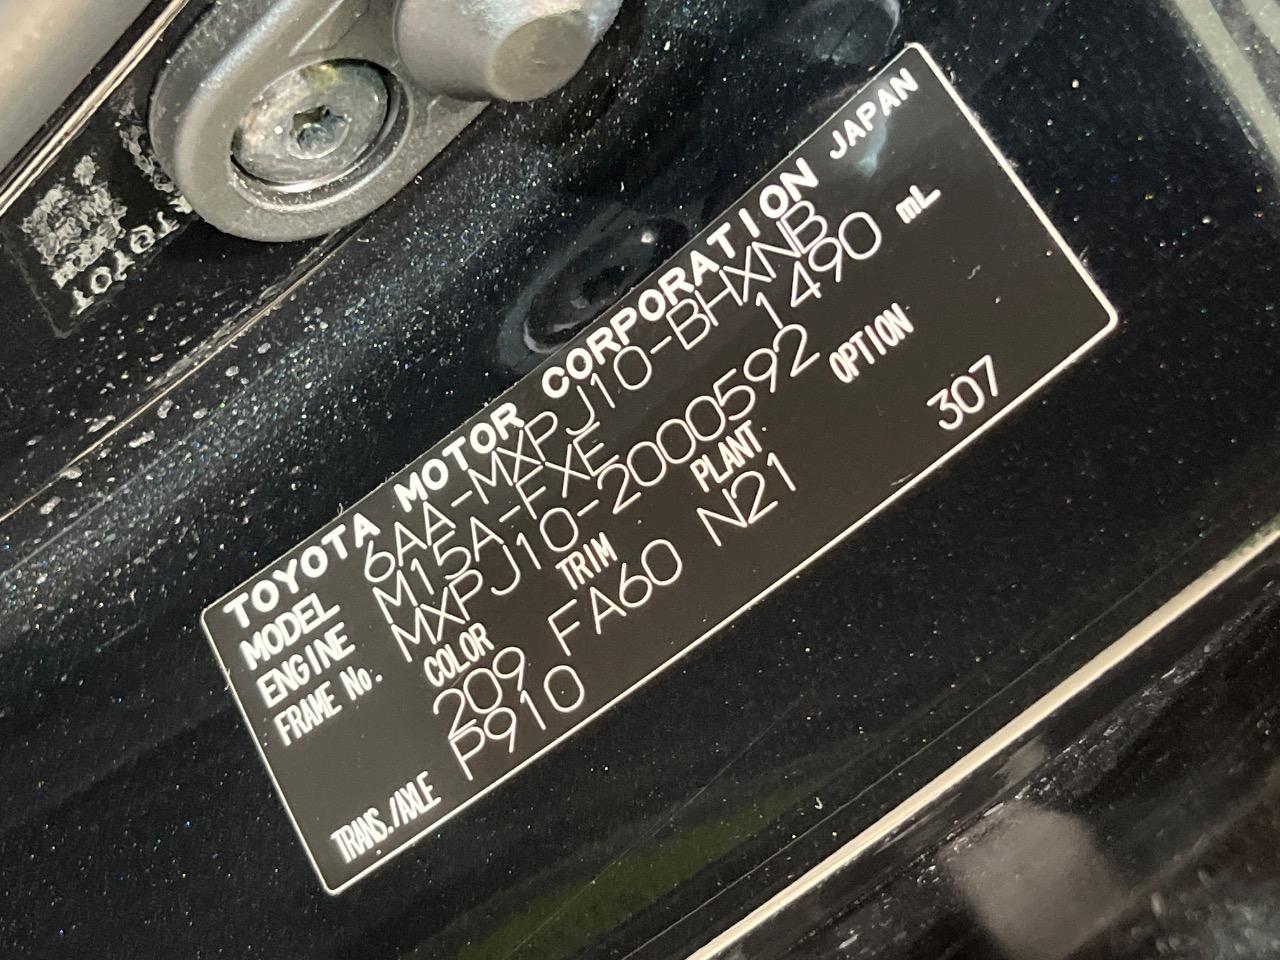 TOYOTA MOTOR CORPORATION JAPAN
MODEL 6AA-MXPJ10-BHXNB
ENGINE M15A-FXE 1490 mL
FRAME No. MXPJ10-2000592
COLOR TRIM PLANT OPTION
209 FA60 N21 307
TRANS./AXLE P910
TOYOT